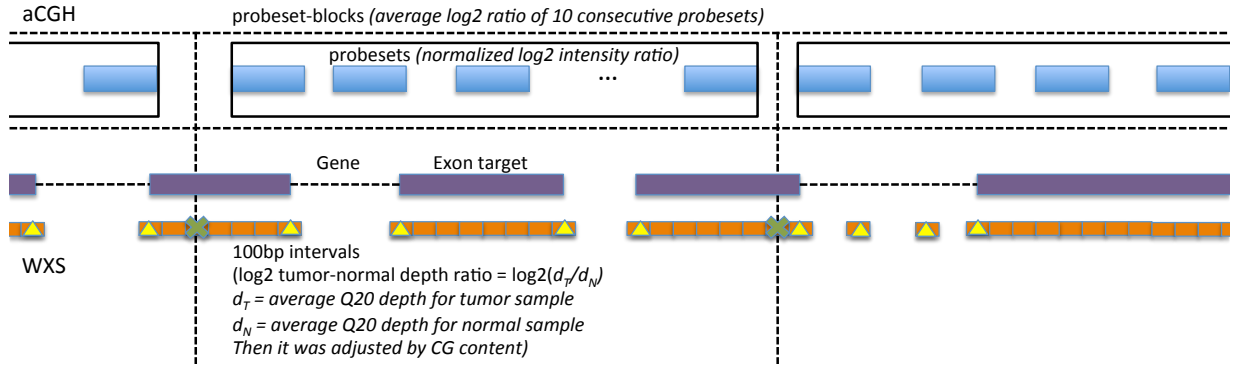 aCGH
probeset-blocks (average log2 ratio of 10 consecutive probesets)
probesets (normalized log2 intensity ratio)
...
Gene
Exon target
WXS
100bp intervals
(log2 tumor-normal depth ratio = log2(dT/dN)
dT = average Q20 depth for tumor sample
dN = average Q20 depth for normal sample
Then it was adjusted by CG content)